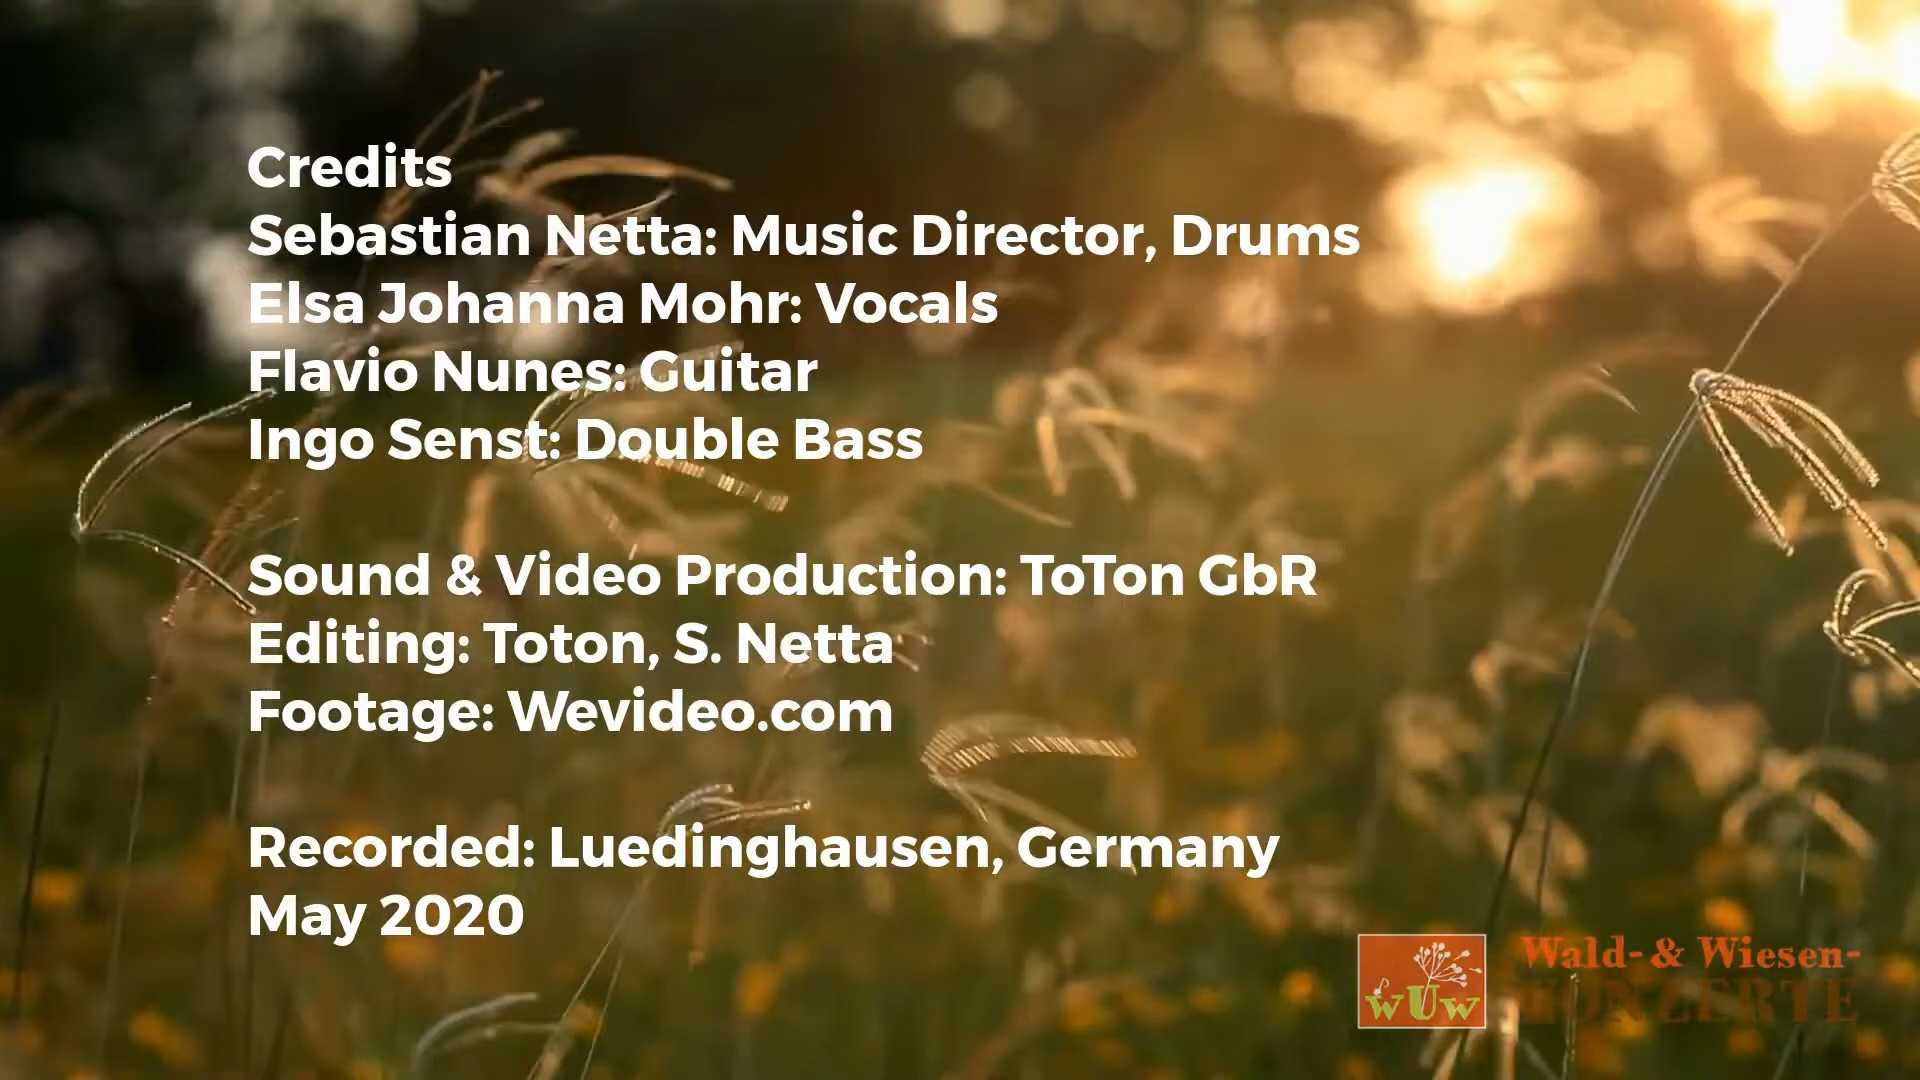 Credits
Sebastian Netta: Music Director, Drums
Elsa Johanna Mohr: Vocals
Flavio Nunes: Guitar
Ingo Senst: Double Bass
Sound & Video Production: ToTon GbR
Editing: Toton, S. Netta
Footage: Wevideo.com
Recorded: Luedinghausen, Germany
May 2020
wUw
Wald- & Wiesen-
KONZERTE